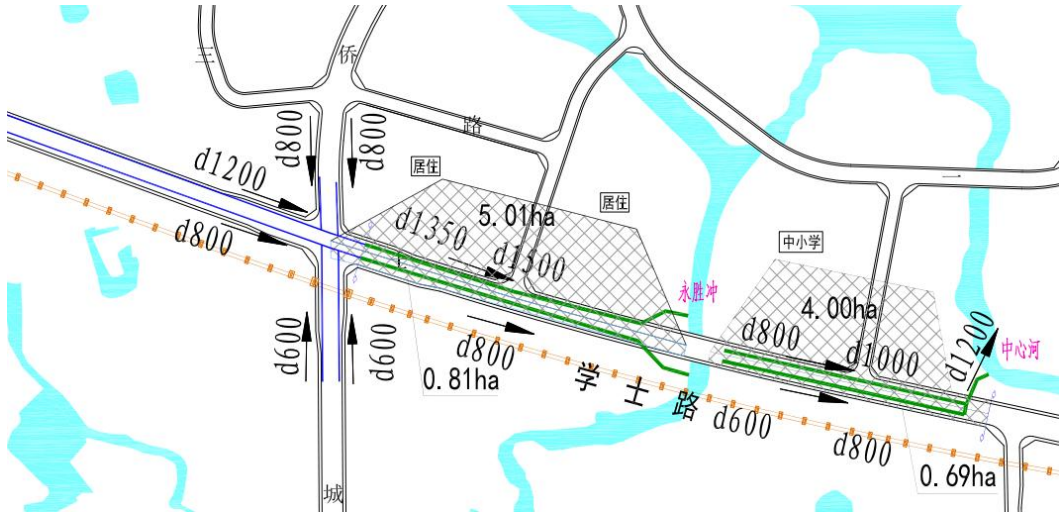 三
侨
路
d800
d800
d1200
居住
居住
5.01ha
d1350
d1500
d800
中小学
一
永胜冲
4.00ha
d800
d1000
d1200
中心河
d600
d600
d800
0.81ha
学士路
d600
d800
0.69ha
城